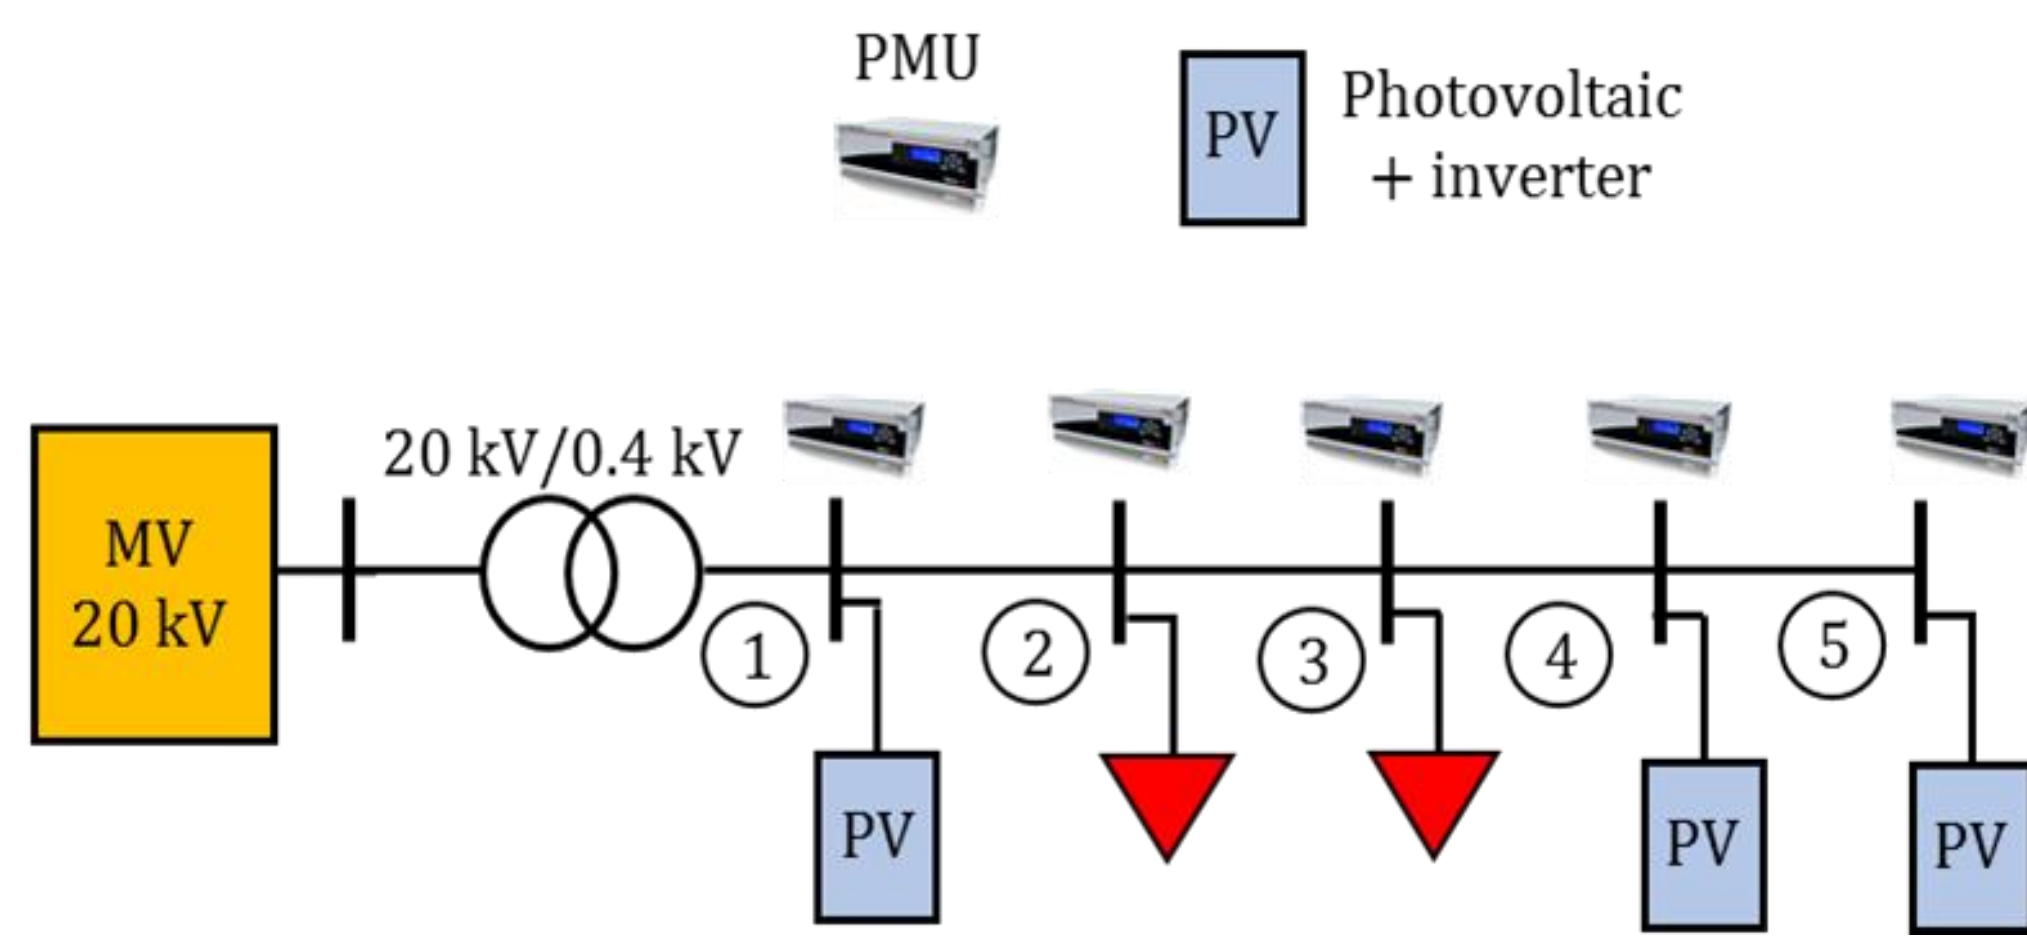 PMU
PV
Photovoltaic
+ inverter
20 kV/0.4 kV
MV
20 kV
1
2
3
4
5
PV
PV
PV